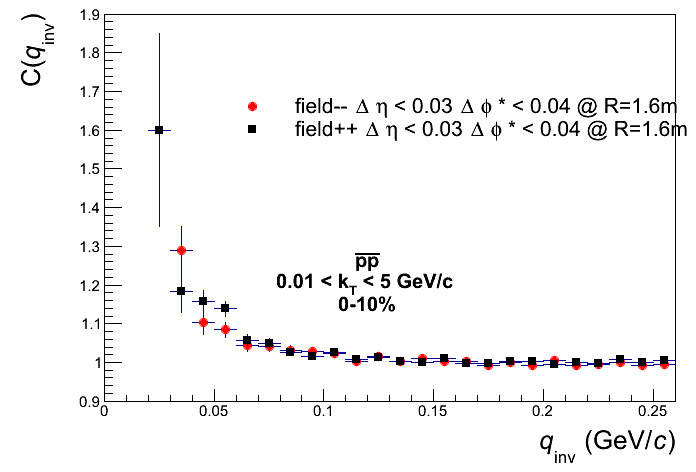 C(q_inv)
1.9
1.8
1.7
1.6
1.5
1.4
1.3
1.2
1.1
1
0.9
field-- Δ η < 0.03 Δ ϕ * < 0.04 @ R=1.6m
field++ Δ η < 0.03 Δ ϕ * < 0.04 @ R=1.6m
p̅p̅
0.01 < k_T < 5 GeV/c
0-10%
0 0.05 0.1 0.15 0.2 0.25
q_inv (GeV/c)